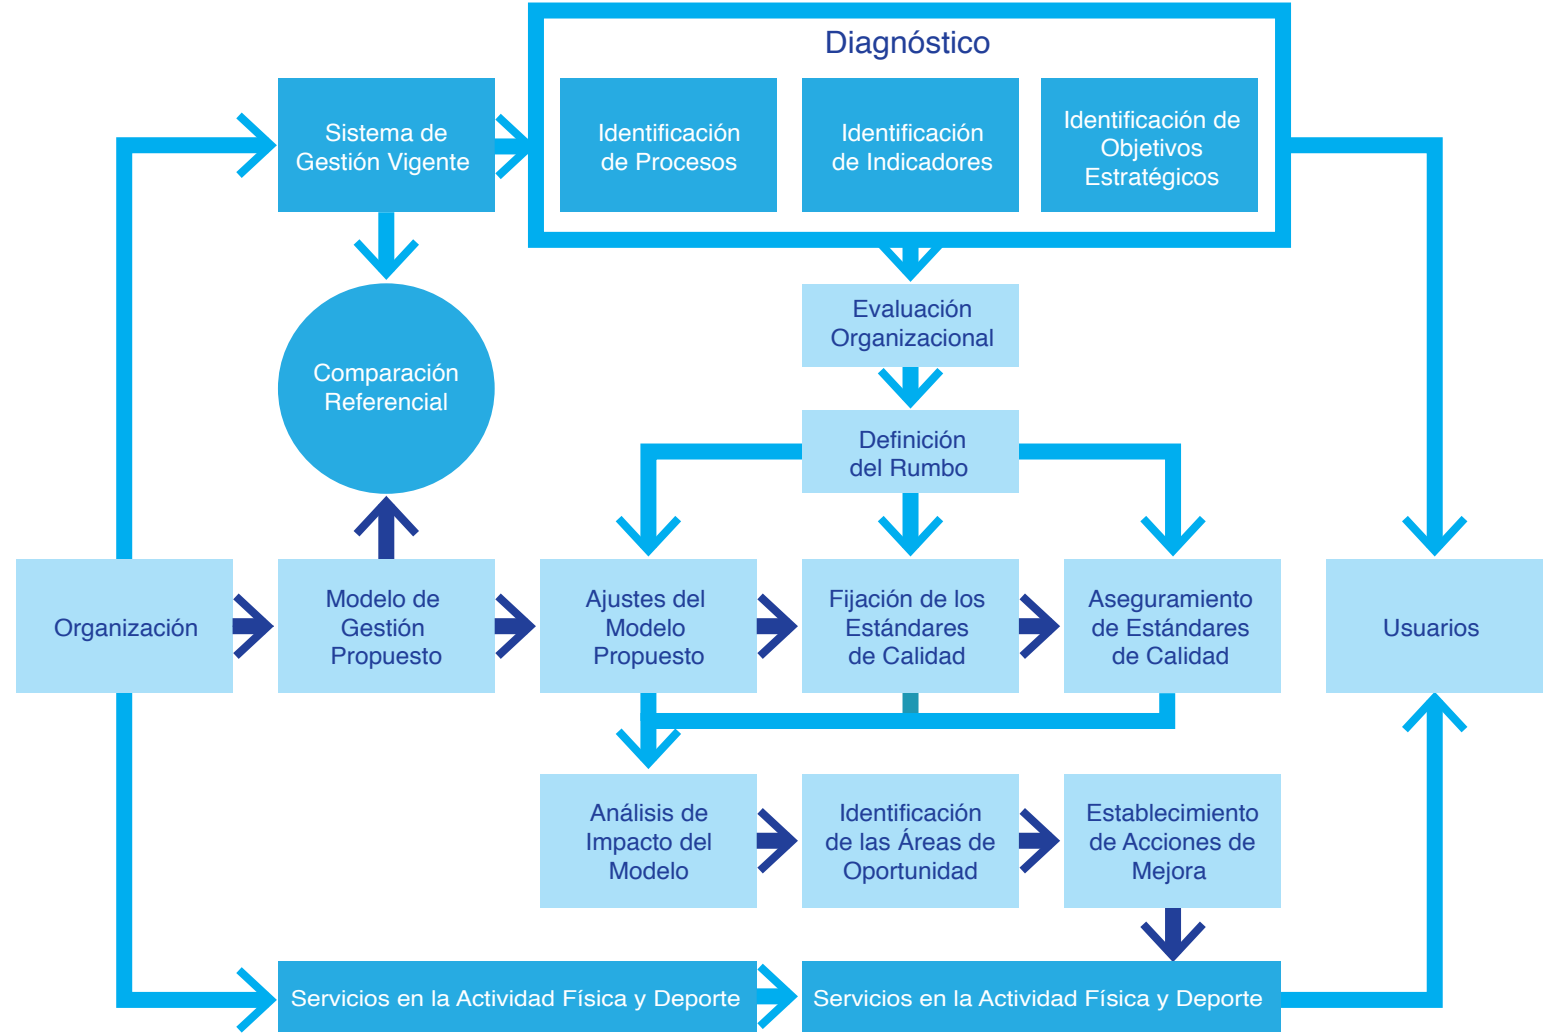 Diagnóstico
Sistema de
Gestión Vigente
Identificación
de Procesos
Identificación
de Indicadores
Identificación de
Objetivos
Estratégicos
Evaluación
Organizacional
Comparación
Referencial
Definición
del Rumbo
Organización
Modelo de
Gestión
Propuesto
Ajustes del
Modelo
Propuesto
Fijación de los
Estándares
de Calidad
Aseguramiento
de Estándares
de Calidad
Usuarios
Análisis de
Impacto del
Modelo
Identificación
de las Áreas de
Oportunidad
Establecimiento
de Acciones de
Mejora
Servicios en la Actividad Física y Deporte
Servicios en la Actividad Física y Deporte